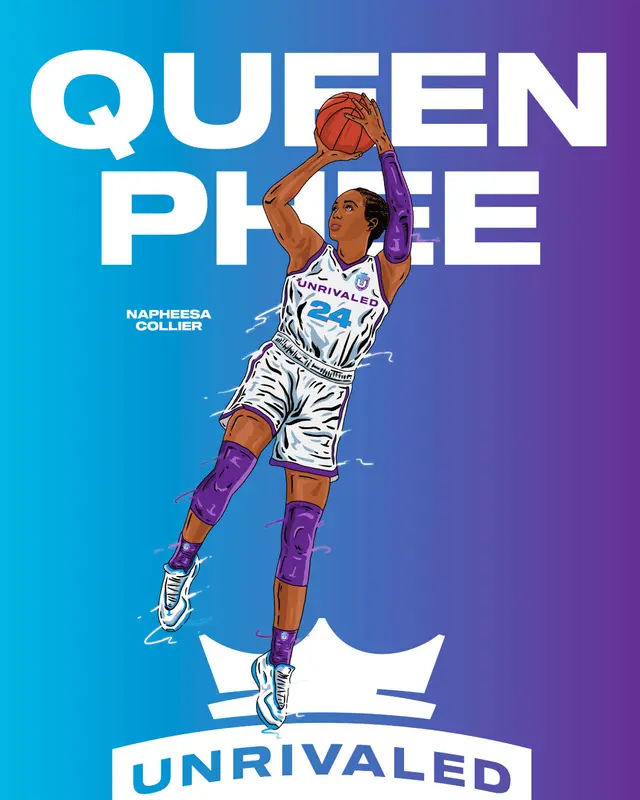 QUEEN
PHEE
NAPHEESA
COLLIER
UNRIVALED
24
UNRIVALED